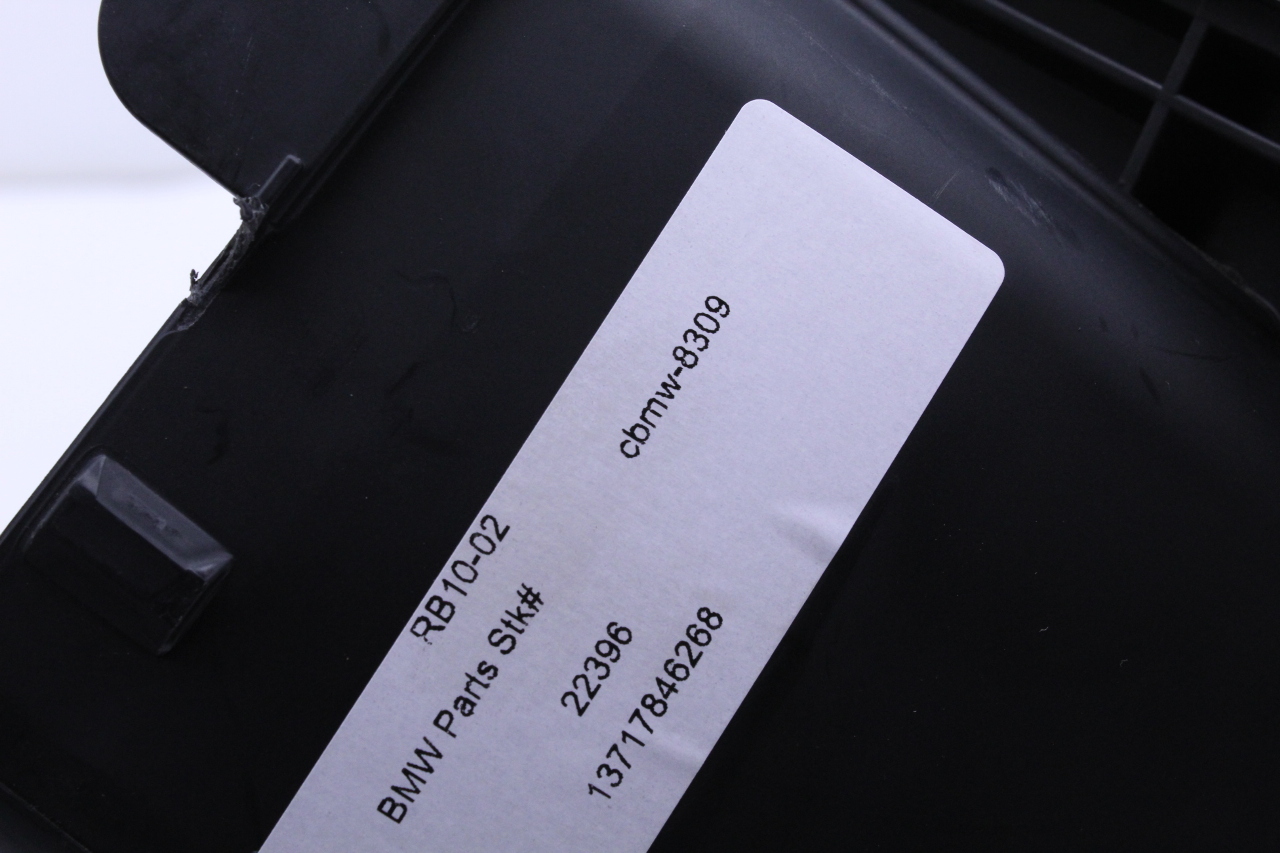 RB10-02
cbmw-8309
BMW Parts Stk#
22396
13717846268